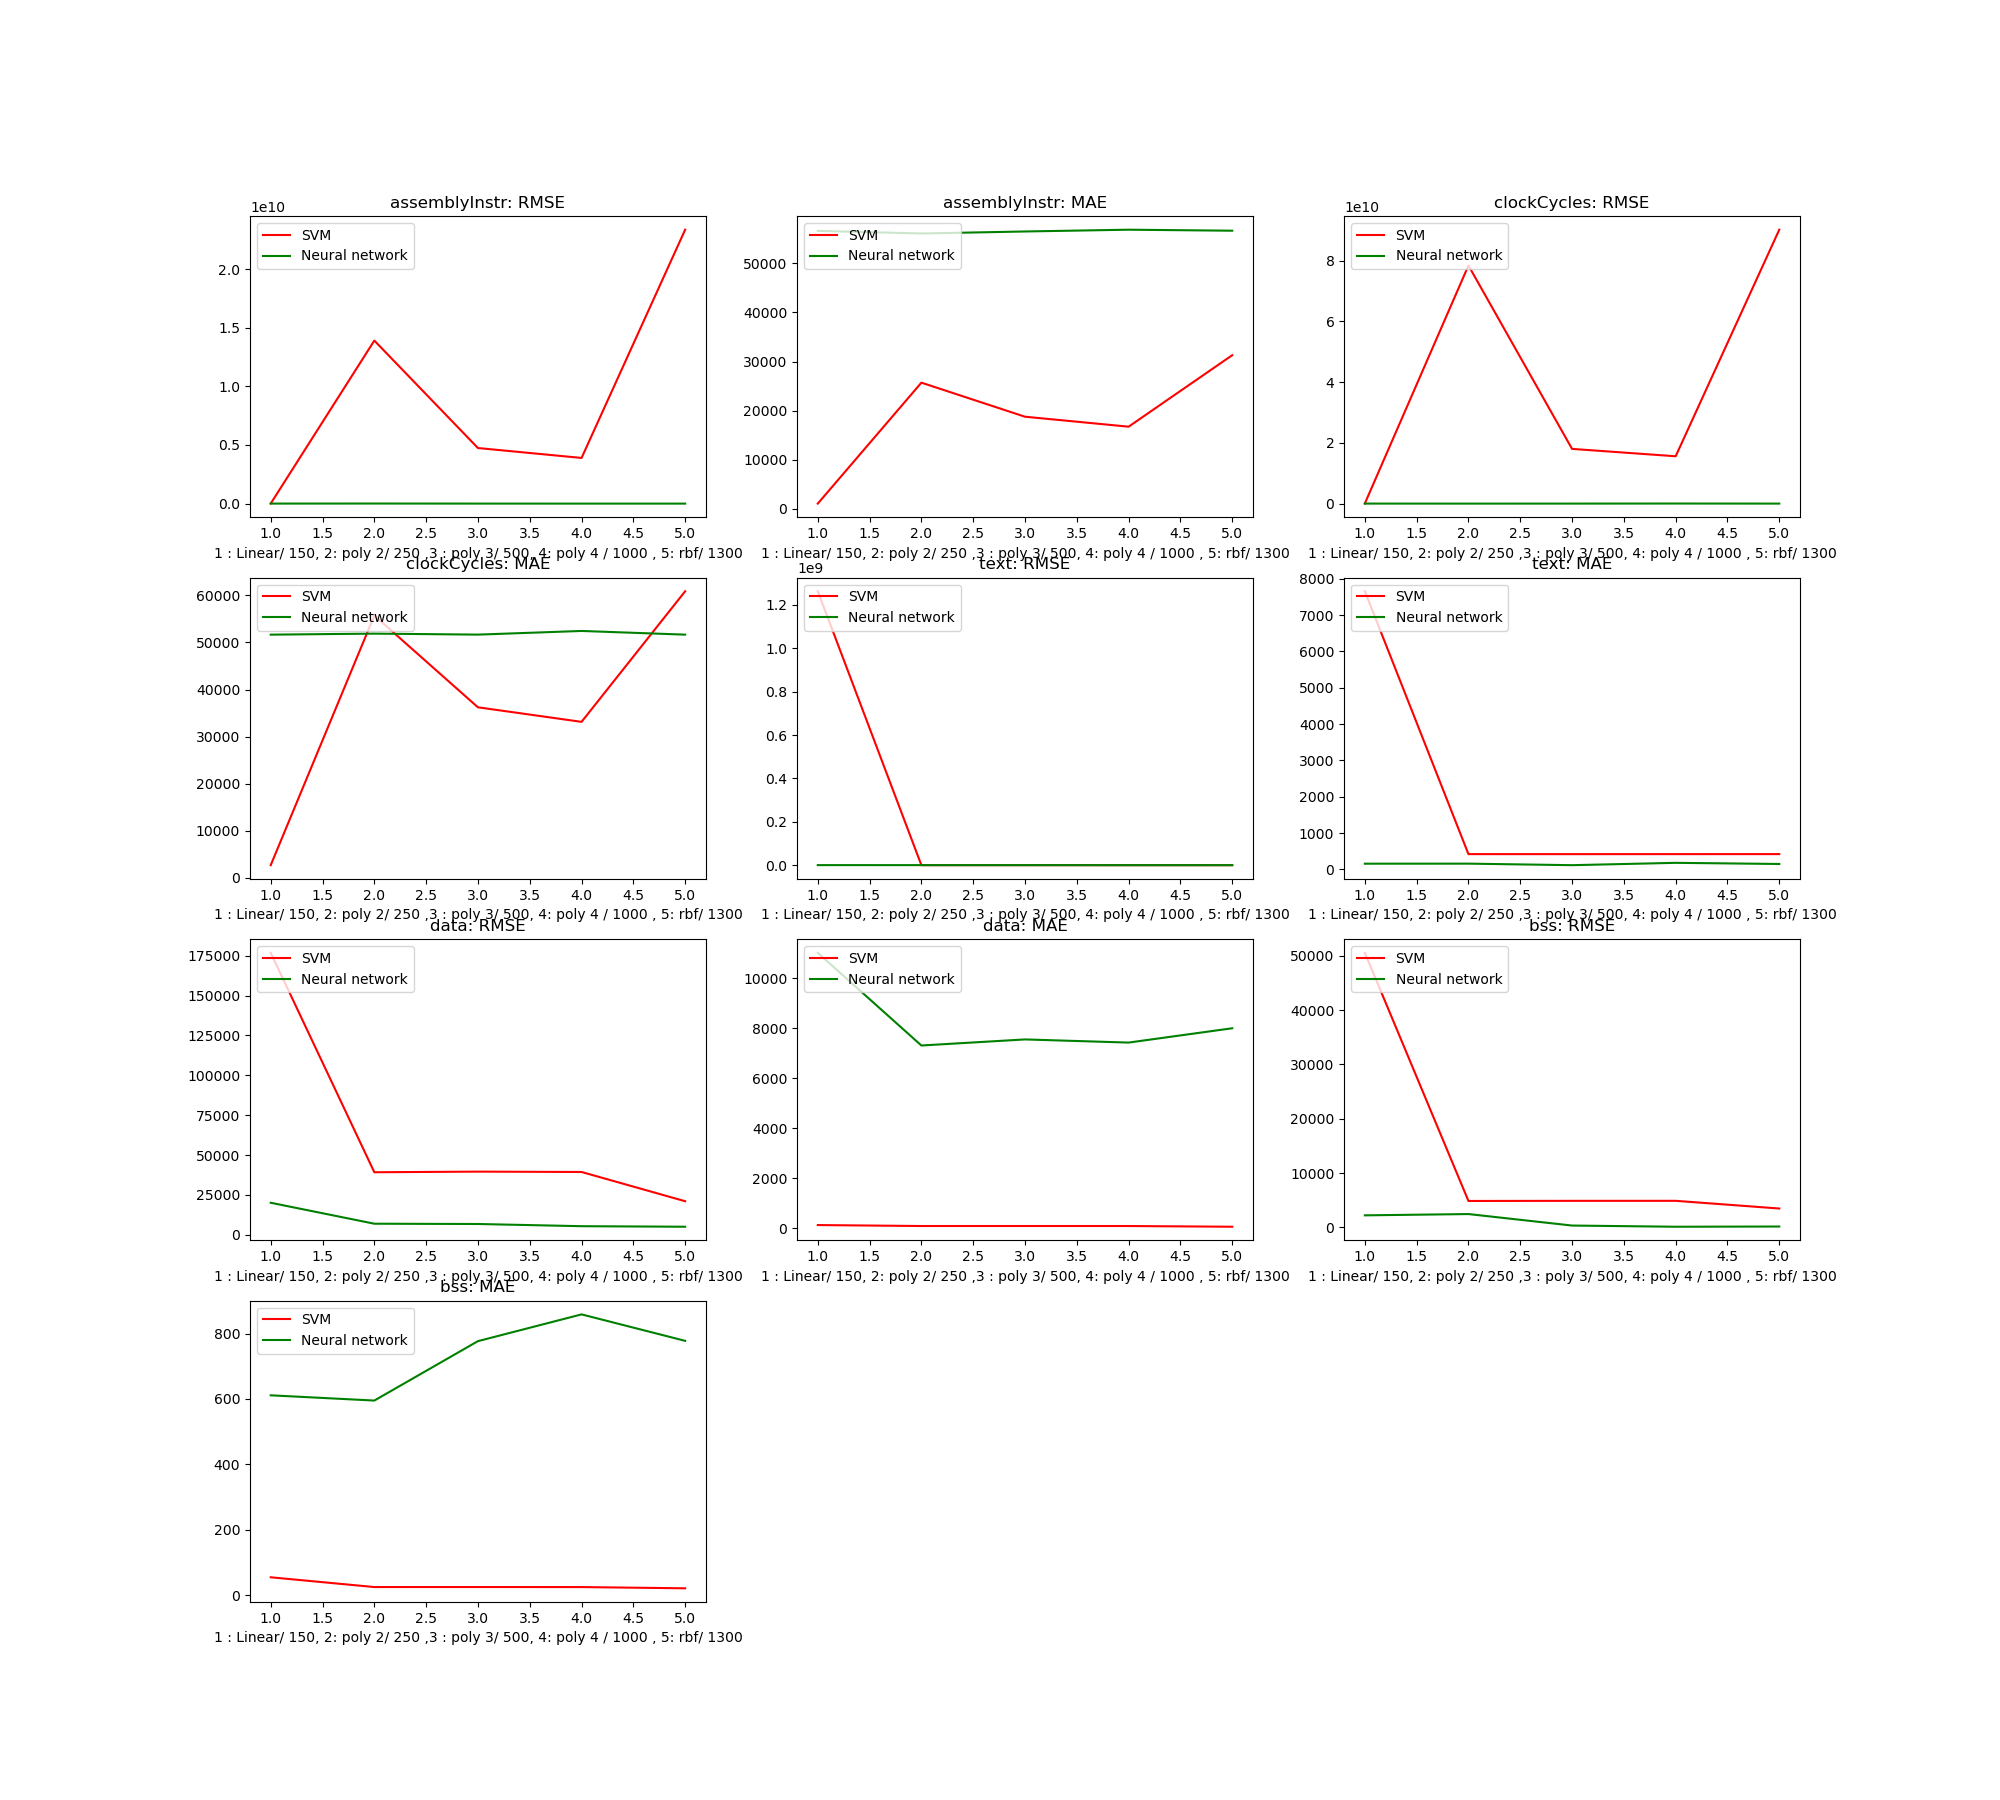 assemblyInstr: RMSE
1e10
SVM
Neural network
2.0
1.5
1.0
0.5
0.0
1.0 1.5 2.0 2.5 3.0 3.5 4.0 4.5 5.0
1 : Linear/ 150, 2: poly 2/ 250 ,3 : poly 3/ 500, 4: poly 4 / 1000 , 5: rbf/ 1300
assemblyInstr: MAE
SVM
Neural network
50000
40000
30000
20000
10000
0
1.0 1.5 2.0 2.5 3.0 3.5 4.0 4.5 5.0
1 : Linear/ 150, 2: poly 2/ 250 ,3 : poly 3/ 500, 4: poly 4 / 1000 , 5: rbf/ 1300
clockCycles: RMSE
1e10
SVM
Neural network
8
6
4
2
0
1.0 1.5 2.0 2.5 3.0 3.5 4.0 4.5 5.0
1 : Linear/ 150, 2: poly 2/ 250 ,3 : poly 3/ 500, 4: poly 4 / 1000 , 5: rbf/ 1300
clockCycles: MAE
SVM
Neural network
60000
50000
40000
30000
20000
10000
0
1.0 1.5 2.0 2.5 3.0 3.5 4.0 4.5 5.0
1 : Linear/ 150, 2: poly 2/ 250 ,3 : poly 3/ 500, 4: poly 4 / 1000 , 5: rbf/ 1300
text: RMSE
1e9
SVM
Neural network
1.2
1.0
0.8
0.6
0.4
0.2
0.0
1.0 1.5 2.0 2.5 3.0 3.5 4.0 4.5 5.0
1 : Linear/ 150, 2: poly 2/ 250 ,3 : poly 3/ 500, 4: poly 4 / 1000 , 5: rbf/ 1300
text: MAE
SVM
Neural network
8000
7000
6000
5000
4000
3000
2000
1000
0
1.0 1.5 2.0 2.5 3.0 3.5 4.0 4.5 5.0
1 : Linear/ 150, 2: poly 2/ 250 ,3 : poly 3/ 500, 4: poly 4 / 1000 , 5: rbf/ 1300
data: RMSE
SVM
Neural network
175000
150000
125000
100000
75000
50000
25000
0
1.0 1.5 2.0 2.5 3.0 3.5 4.0 4.5 5.0
1 : Linear/ 150, 2: poly 2/ 250 ,3 : poly 3/ 500, 4: poly 4 / 1000 , 5: rbf/ 1300
data: MAE
SVM
Neural network
10000
8000
6000
4000
2000
0
1.0 1.5 2.0 2.5 3.0 3.5 4.0 4.5 5.0
1 : Linear/ 150, 2: poly 2/ 250 ,3 : poly 3/ 500, 4: poly 4 / 1000 , 5: rbf/ 1300
bss: RMSE
SVM
Neural network
50000
40000
30000
20000
10000
0
1.0 1.5 2.0 2.5 3.0 3.5 4.0 4.5 5.0
1 : Linear/ 150, 2: poly 2/ 250 ,3 : poly 3/ 500, 4: poly 4 / 1000 , 5: rbf/ 1300
bss: MAE
SVM
Neural network
800
600
400
200
0
1.0 1.5 2.0 2.5 3.0 3.5 4.0 4.5 5.0
1 : Linear/ 150, 2: poly 2/ 250 ,3 : poly 3/ 500, 4: poly 4 / 1000 , 5: rbf/ 1300